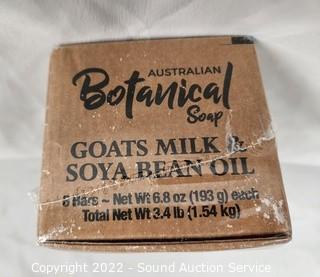 AUSTRALIAN
Botanical
Soap
GOATS MILK &
SOYA BEAN OIL
8 Bars ~ Net Wt 6.8 oz (193 g) each
Total Net Wt 3.4 lb (1.54 kg)
Copyright 2022 - Sound Auction Service